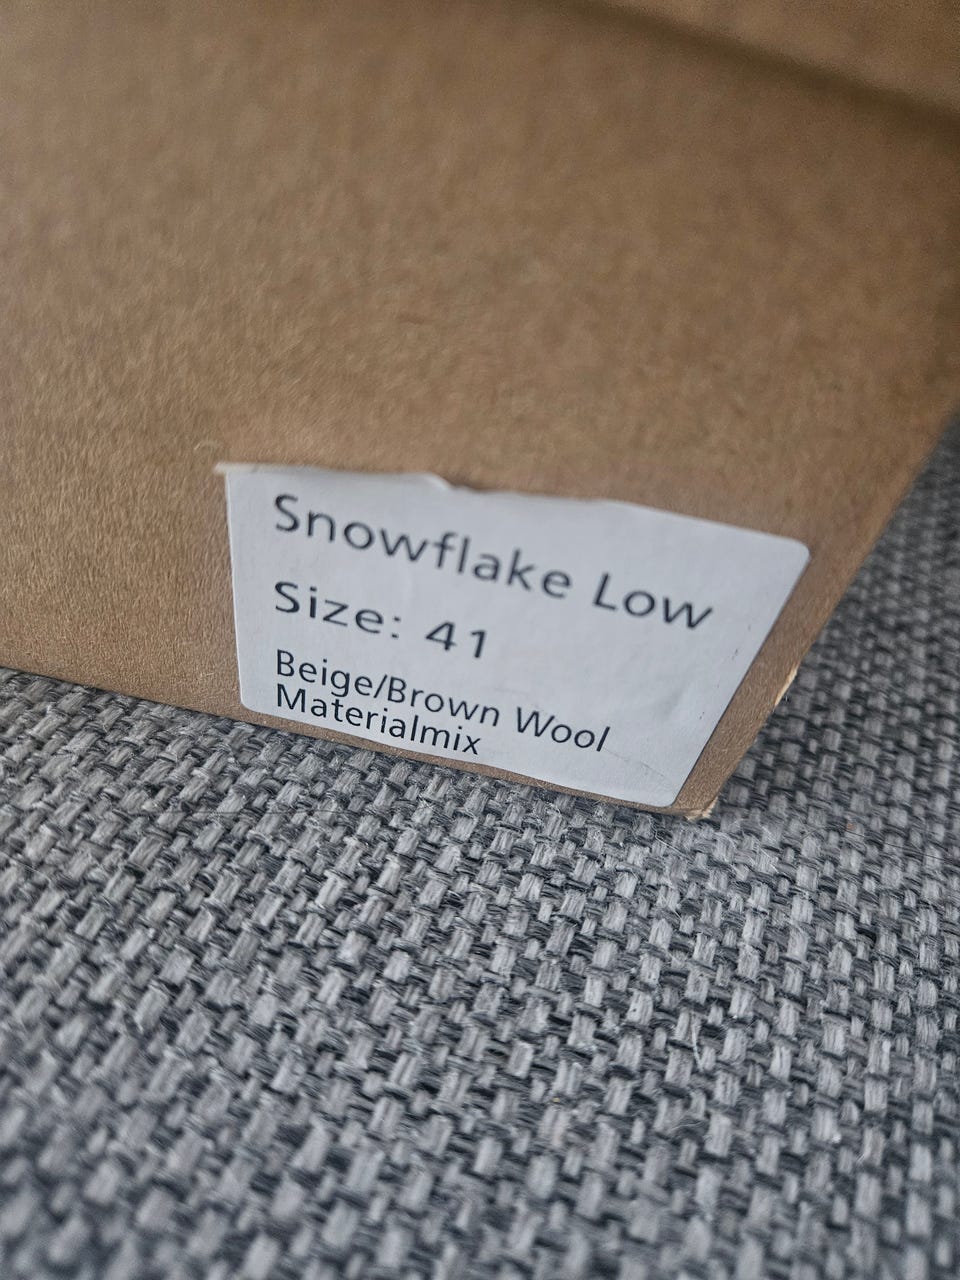 Snowflake Low
Size: 41
Beige/Brown Wool
Materialmix